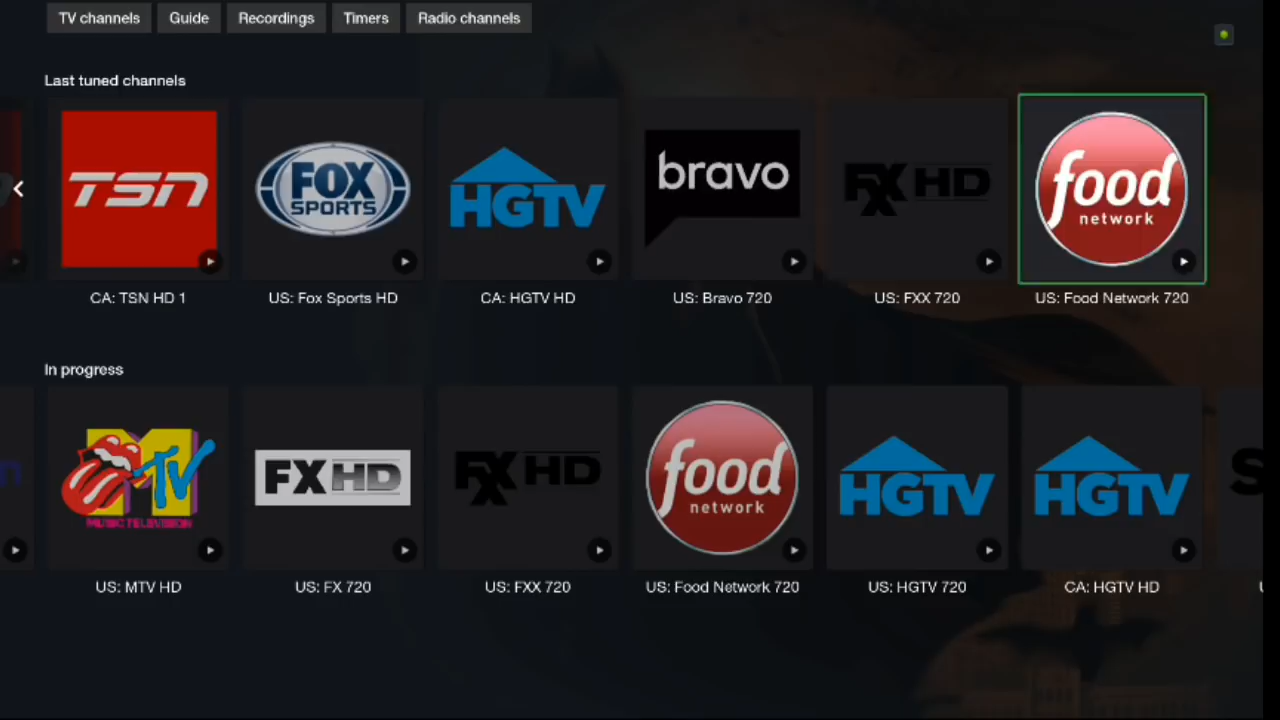 TV channels Guide Recordings Timers Radio channels
Last tuned channels
TSN FOX SPORTS HGTV bravo FXX HD food network
CA: TSN HD 1 US: Fox Sports HD CA: HGTV HD US: Bravo 720 US: FXX 720 US: Food Network 720
In progress
MTV MUSIC TELEVISION FX HD FXX HD food network HGTV HGTV
US: MTV HD US: FX 720 US: FXX 720 US: Food Network 720 US: HGTV 720 CA: HGTV HD